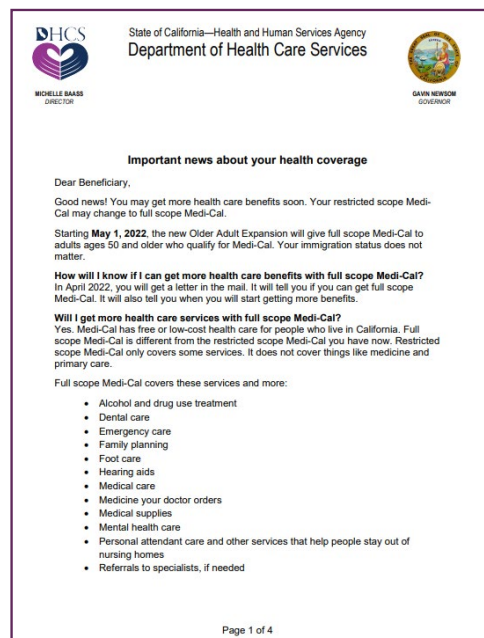 DHCS
State of California—Health and Human Services Agency
Department of Health Care Services
MICHELLE BAASS
DIRECTOR
GAVIN NEWSOM
GOVERNOR
Important news about your health coverage
Dear Beneficiary,
Good news! You may get more health care benefits soon. Your restricted scope Medi-
Cal may change to full scope Medi-Cal.
Starting May 1, 2022, the new Older Adult Expansion will give full scope Medi-Cal to
adults ages 50 and older who qualify for Medi-Cal. Your immigration status does not
matter.
How will I know if I can get more health care benefits with full scope Medi-Cal?
In April 2022, you will get a letter in the mail. It will tell you if you can get full scope
Medi-Cal. It will also tell you when you will start getting more benefits.
Will I get more health care services with full scope Medi-Cal?
Yes. Medi-Cal has free or low-cost health care for people who live in California. Full
scope Medi-Cal is different from the restricted scope Medi-Cal you have now. Restricted
scope Medi-Cal only covers some services. It does not cover things like medicine and
primary care.
Full scope Medi-Cal covers these services and more:
• Alcohol and drug use treatment
• Dental care
• Emergency care
• Family planning
• Foot care
• Hearing aids
• Medical care
• Medicine your doctor orders
• Medical supplies
• Mental health care
• Personal attendant care and other services that help people stay out of
nursing homes
• Referrals to specialists, if needed
Page 1 of 4